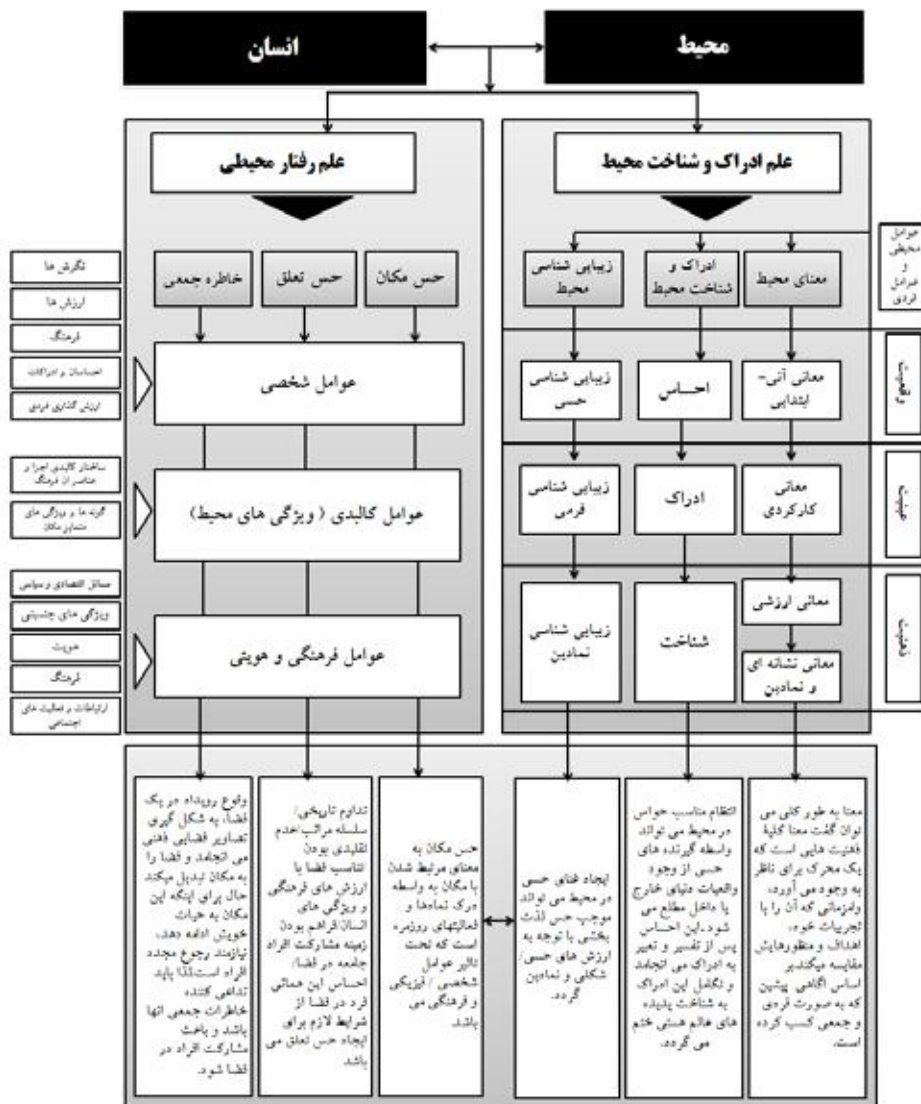 محیط
انسان
علم ادراک و شناخت محیط
علم رفتار محیطی
عوامل
محیطی
و
عوامل
فردی
معنای محیط
ادراک و
شناخت محیط
زیبایی شناسی
محیط
حس مکان
حس تعلق
خاطره جمعی
نگرش ها
ارزش ها
فرهنگ
احساسان و ادراکات
ارزش گذاری فردی
واقعیت
معانی آنی-
ابتدایی
احساس
زیبایی شناسی
حسی
عوامل شخصی
عینیت
معانی
کارکردی
ادراک
زیبایی شناسی
فرمی
عوامل کالبدی ( ویژگی های محیط)
ساختار کالبدی اجزا و
عناصر ان فرهنگ
گونه ها و ویژگی های
متمایز مکان
ذهنیت
معانی ارزشی
معانی نشانه ای
و نمادین
شناخت
زیبایی شناسی
نمادین
عوامل فرهنگی و هویتی
مسائل اقتصادی و سیاسی
ویژگی های جنسیتی
هویت
فرهنگ
ارتباطات و فعالیت های
اجتماعی
معنا به طور کلی می
توان گفت معنا کلیهٔ
ذهنیت هایی است که
یک محرک برای ناظر
به وجود می آورد،
وامزمانی که آن را با
تجربیات خود،
اهداف و منظورهایش
مقایسه میکند.بر
اساس اگاهی پیشین
که به صورت فردی
و جمعی کسب کرده
است.
انتظام مناسب حواس
در محیط می تواند
واسطه گیرنده های
حسی از وجود
واقعیات دنیای خارج
یا داخل مطلع می
شود.این احساس
پس از تفسیر و تعبیر
به ادراک می انجامد
و تکامل این ادراک
به شناخت پدیده
های عالم هستی ختم
می گردد.
ایجاد غنای حسی
در محیط می تواند
موجب حس لذت
بخشی با توجه به
ارزش های حسی/
شکلی و نمادین
گردد.
حس مکان به
معنای مرتبط شدن
با مکان به واسطه
درک نمادها و
فعالیتهای روزمره
است که تحت
تاثیر عوامل
شخصی / فیزیکی
و فرهنگی می
باشد.
تداوم تاریخی/
سلسله مراتب/عدم
تقلیدی بودن
/تناسب فضا با
ارزش های فرهنگی
و ویژگی های
انسان/فراهم بودن
زمینه مشارکت افراد
جامعه در فضا/
احساس این همانی
فرد در فضا از
شرایط لازم برای
ایجاد حس تعلق می
باشد
وقوع رویداد در یک
فضا، به شکل گیری
تصاویر فضایی ذهنی
می انجامد و فضا را
به مکان تبدیل میکند
حال برای اینکه این
مکان به حیات
خویش ادامه دهد،
نیازمند رجوع مجدد
افراد است.لذا باید
تداعی کننده
خاطرات جمعی انها
باشد و باعث
مشارکت افراد در
فضا شود.